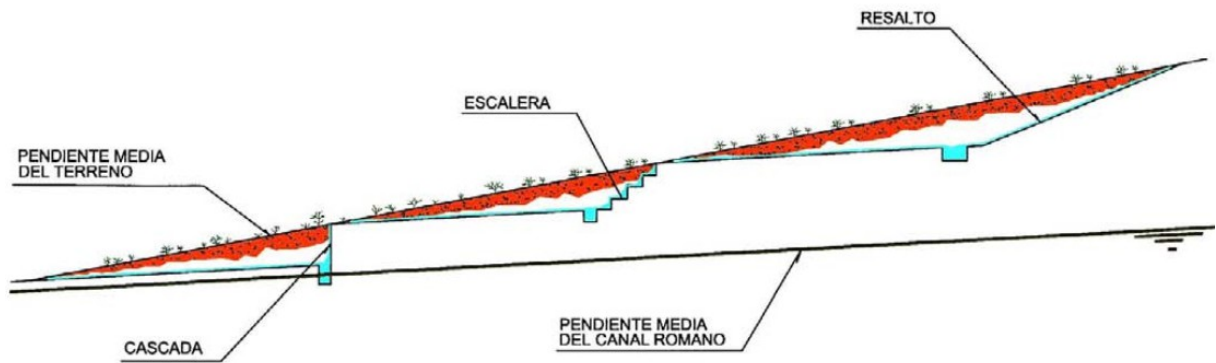 RESALTO
ESCALERA
PENDIENTE MEDIA
DEL TERRENO
CASCADA
PENDIENTE MEDIA
DEL CANAL ROMANO